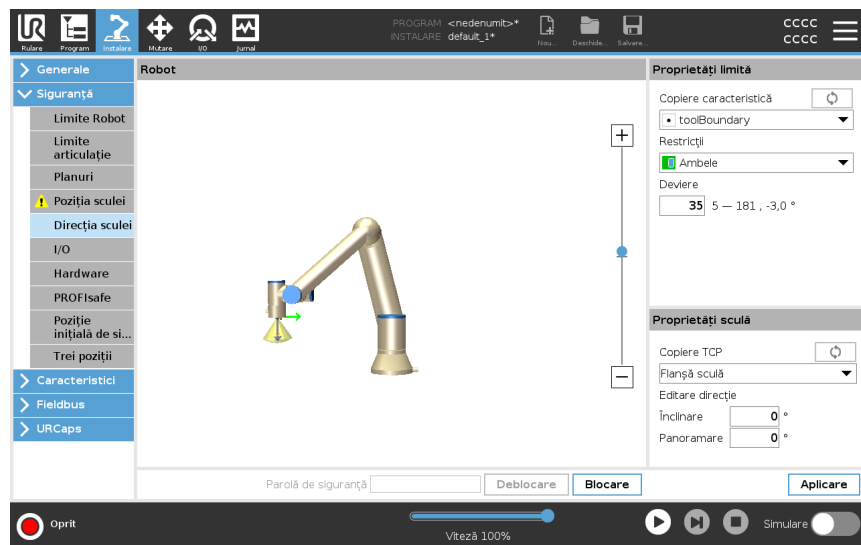 Rulare
Program
Instalare
Mutare
I/O
Jurnal
PROGRAM <nedenumit>*
INSTALARE default_1*
Nou...
Deschide...
Salvare...
cccc
cccc
Generale
Siguranță
Limite Robot
Limite
articulație
Planuri
Poziția sculei
Direcția sculei
I/O
Hardware
PROFIsafe
Poziție
inițială de si...
Trei poziții
Caracteristici
Fieldbus
URCaps
Robot
Proprietăți limită
Copiere caracteristică
toolBoundary
Restricții
Ambele
Deviere
35 5 — 181 , -3,0 °
Proprietăți sculă
Copiere TCP
Flanșă sculă
Editare direcție
Înclinare 0 °
Panoramare 0 °
Parolă de siguranță
Deblocare
Blocare
Aplicare
Oprit
Viteză 100%
Simulare